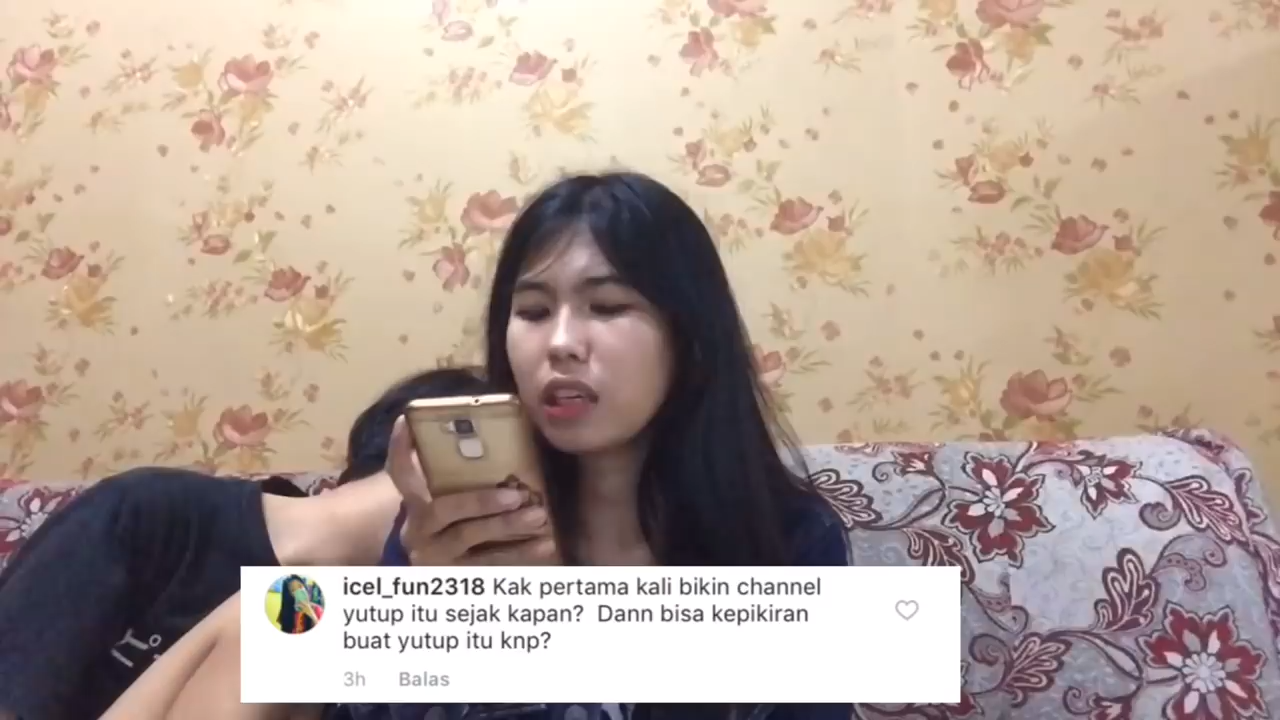 icel_fun2318 Kak pertama kali bikin channel
yutup itu sejak kapan?  Dann bisa kepikiran
buat yutup itu knp?
3h Balas